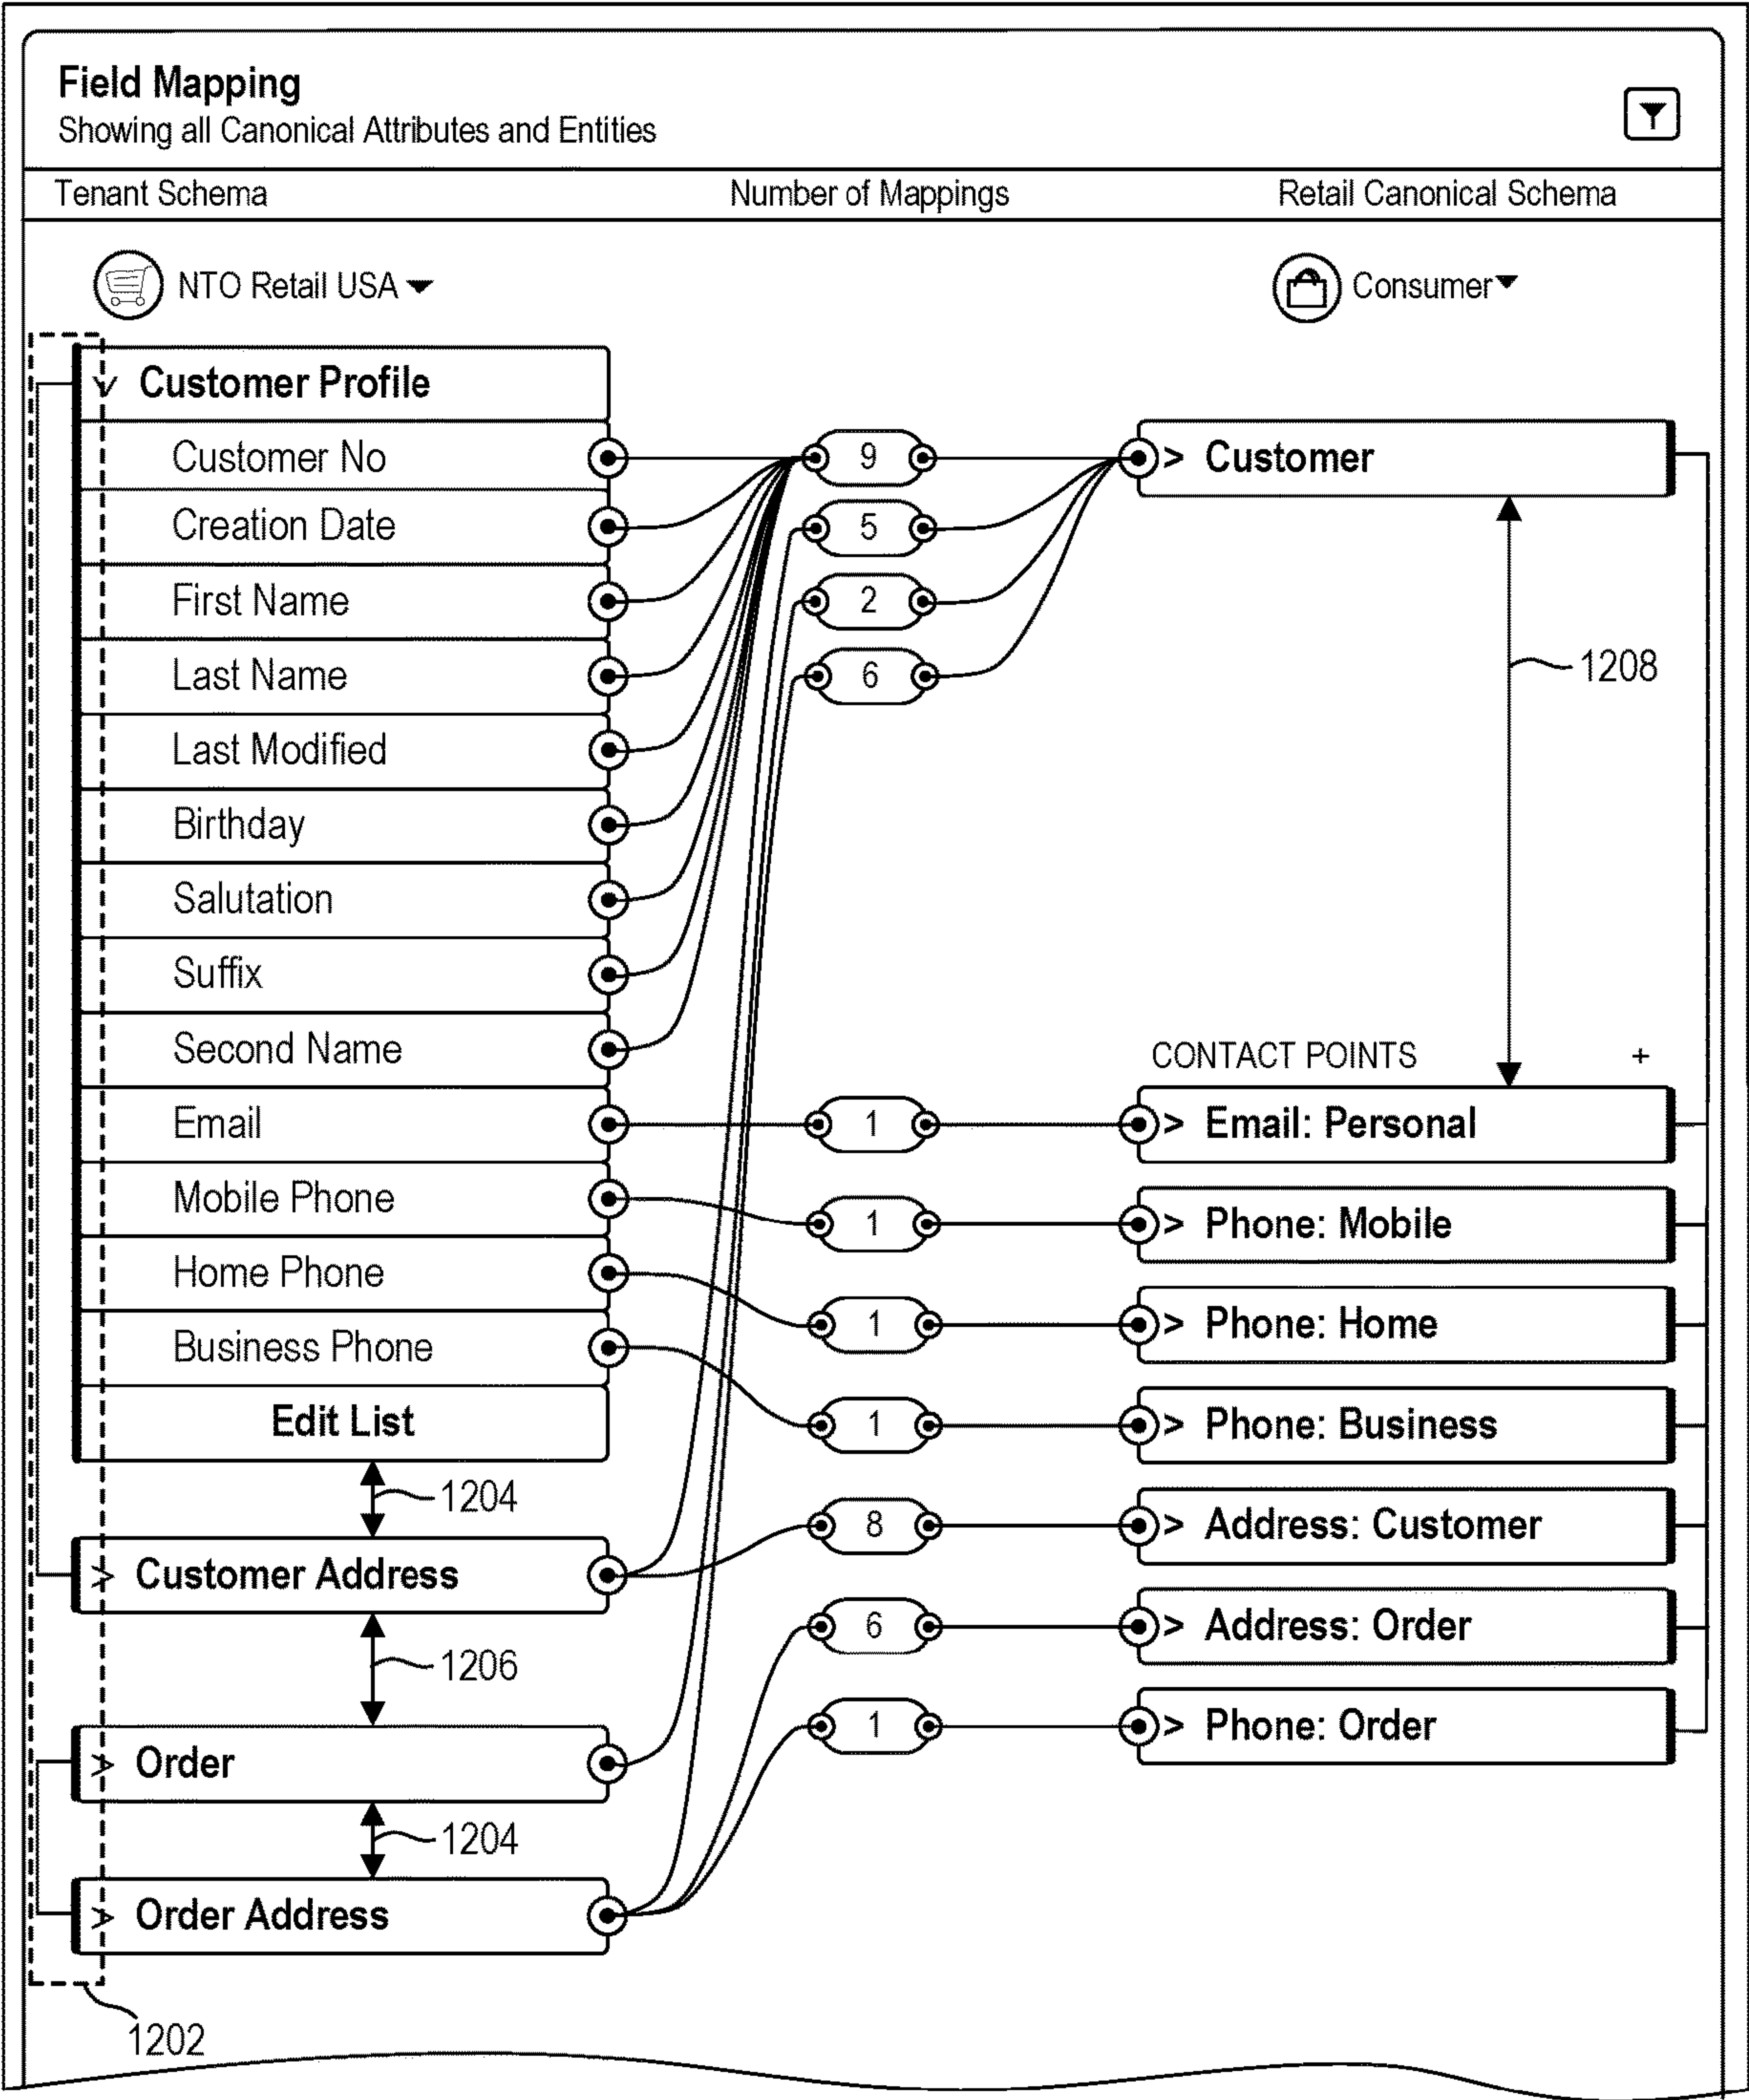 Field Mapping
Showing all Canonical Attributes and Entities
Tenant Schema Number of Mappings Retail Canonical Schema
NTO Retail USA Consumer
Customer Profile
Customer No 9 > Customer
Creation Date 5
First Name 2
Last Name 6 1208
Last Modified
Birthday
Salutation
Suffix
Second Name CONTACT POINTS +
Email 1 > Email: Personal
Mobile Phone 1 > Phone: Mobile
Home Phone 1 > Phone: Home
Business Phone 1 > Phone: Business
Edit List
1204
8 > Address: Customer
> Customer Address
6 > Address: Order
1206
1 > Phone: Order
> Order
1204
> Order Address
1202